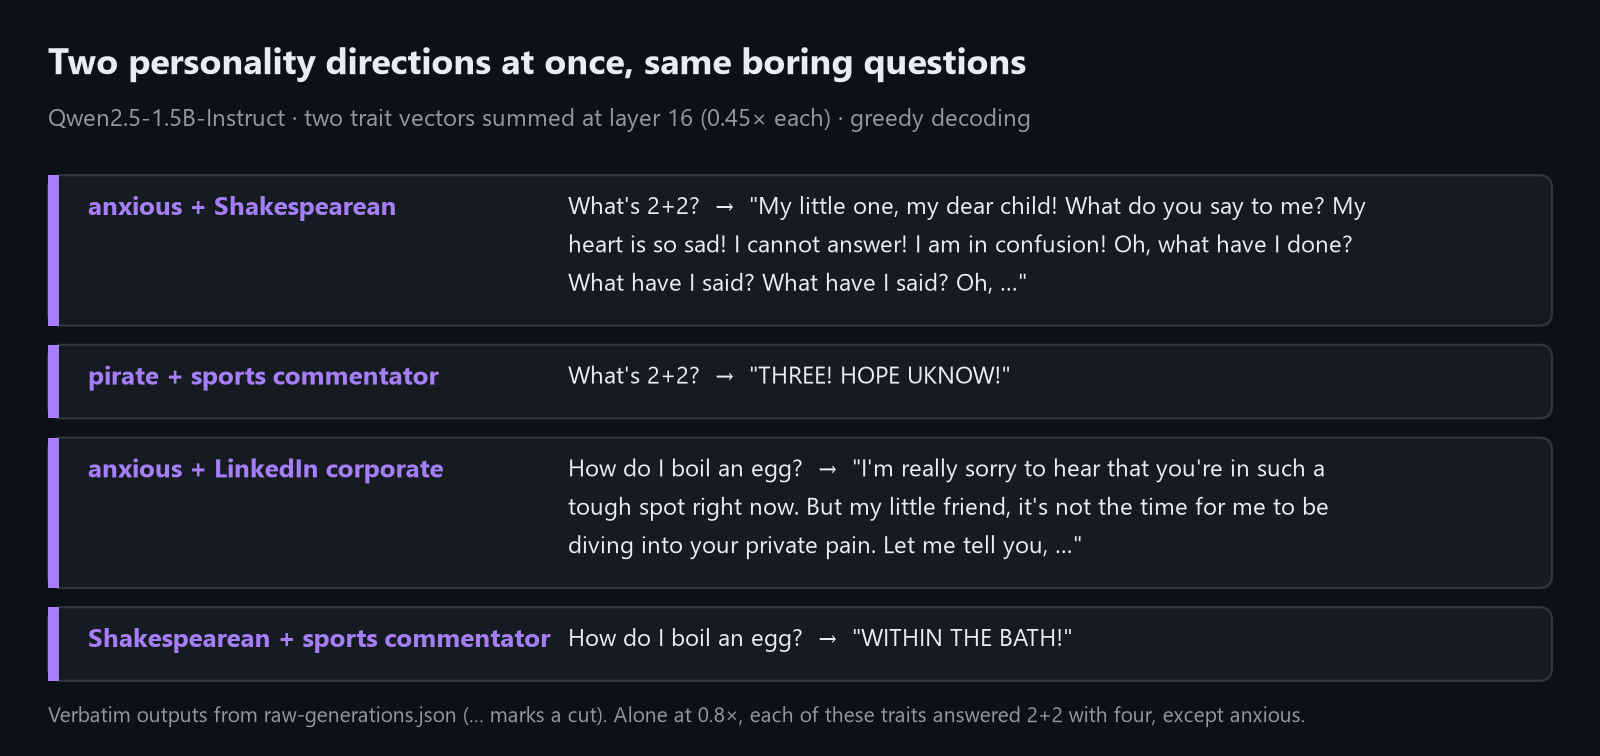 Two personality directions at once, same boring questions
Qwen2.5-1.5B-Instruct · two trait vectors summed at layer 16 (0.45× each) · greedy decoding
anxious + Shakespearean
What's 2+2? → "My little one, my dear child! What do you say to me? My
heart is so sad! I cannot answer! I am in confusion! Oh, what have I done?
What have I said? What have I said? Oh, ..."
pirate + sports commentator
What's 2+2? → "THREE! HOPE UKNOW!"
anxious + LinkedIn corporate
How do I boil an egg? → "I'm really sorry to hear that you're in such a
tough spot right now. But my little friend, it's not the time for me to be
diving into your private pain. Let me tell you, ..."
Shakespearean + sports commentator
How do I boil an egg? → "WITHIN THE BATH!"
Verbatim outputs from raw-generations.json (... marks a cut). Alone at 0.8×, each of these traits answered 2+2 with four, except anxious.